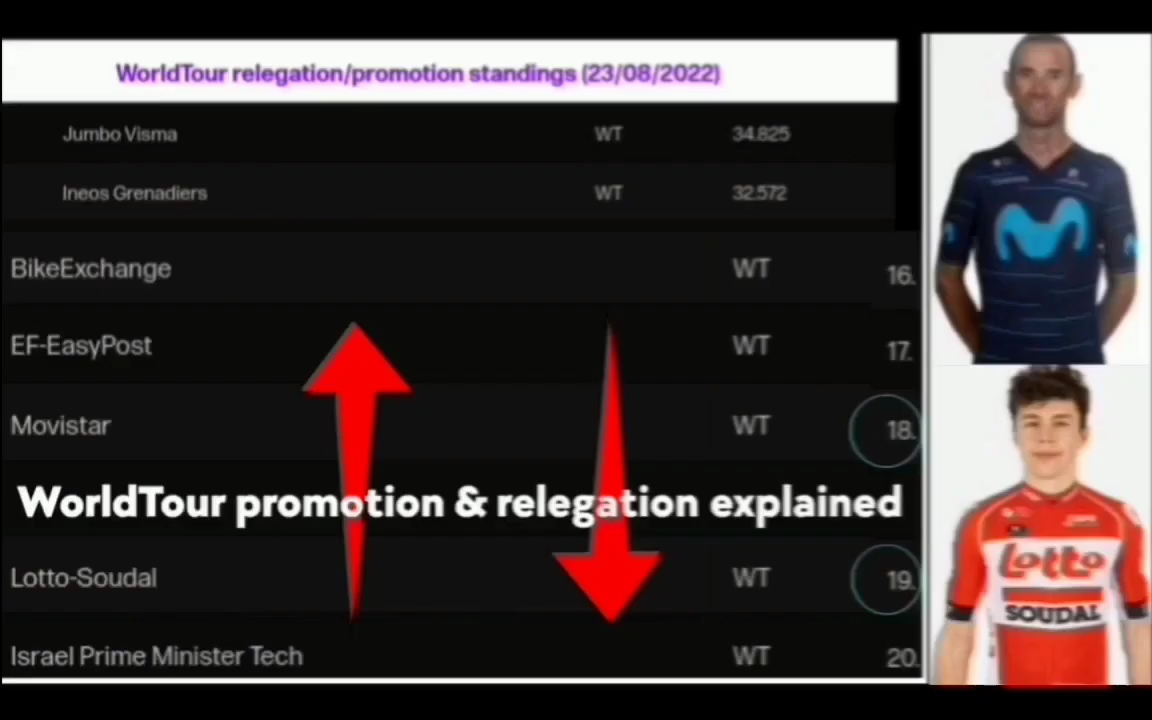 WorldTour relegation/promotion standings (23/08/2022)
Jumbo Visma WT 34.825
Ineos Grenadiers WT 32.572
BikeExchange WT 16.
EF-EasyPost WT 17.
Movistar WT 18.
WorldTour promotion & relegation explained
Lotto-Soudal WT 19.
Israel Prime Minister Tech WT 20.
Lotto
SOUDAL